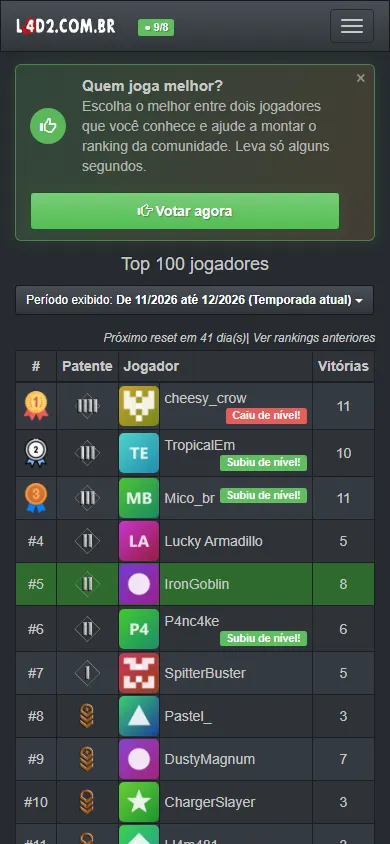 L4D2.COM.BR
● 9/8
×
Quem joga melhor?
Escolha o melhor entre dois jogadores
que você conhece e ajude a montar o
ranking da comunidade. Leva só alguns
segundos.
Votar agora
Top 100 jogadores
Período exibido: De 11/2026 até 12/2026 (Temporada atual)
Próximo reset em 41 dia(s)| Ver rankings anteriores
# Patente Jogador Vitórias
1 cheesy_crow 11
Caiu de nível!
2 TE TropicalEm 10
Subiu de nível!
3 MB Mico_br Subiu de nível! 11
#4 LA Lucky Armadillo 5
#5 IronGoblin 8
#6 P4 P4nc4ke 6
Subiu de nível!
#7 SpitterBuster 5
#8 Pastel_ 3
#9 DustyMagnum 7
#10 ChargerSlayer 3